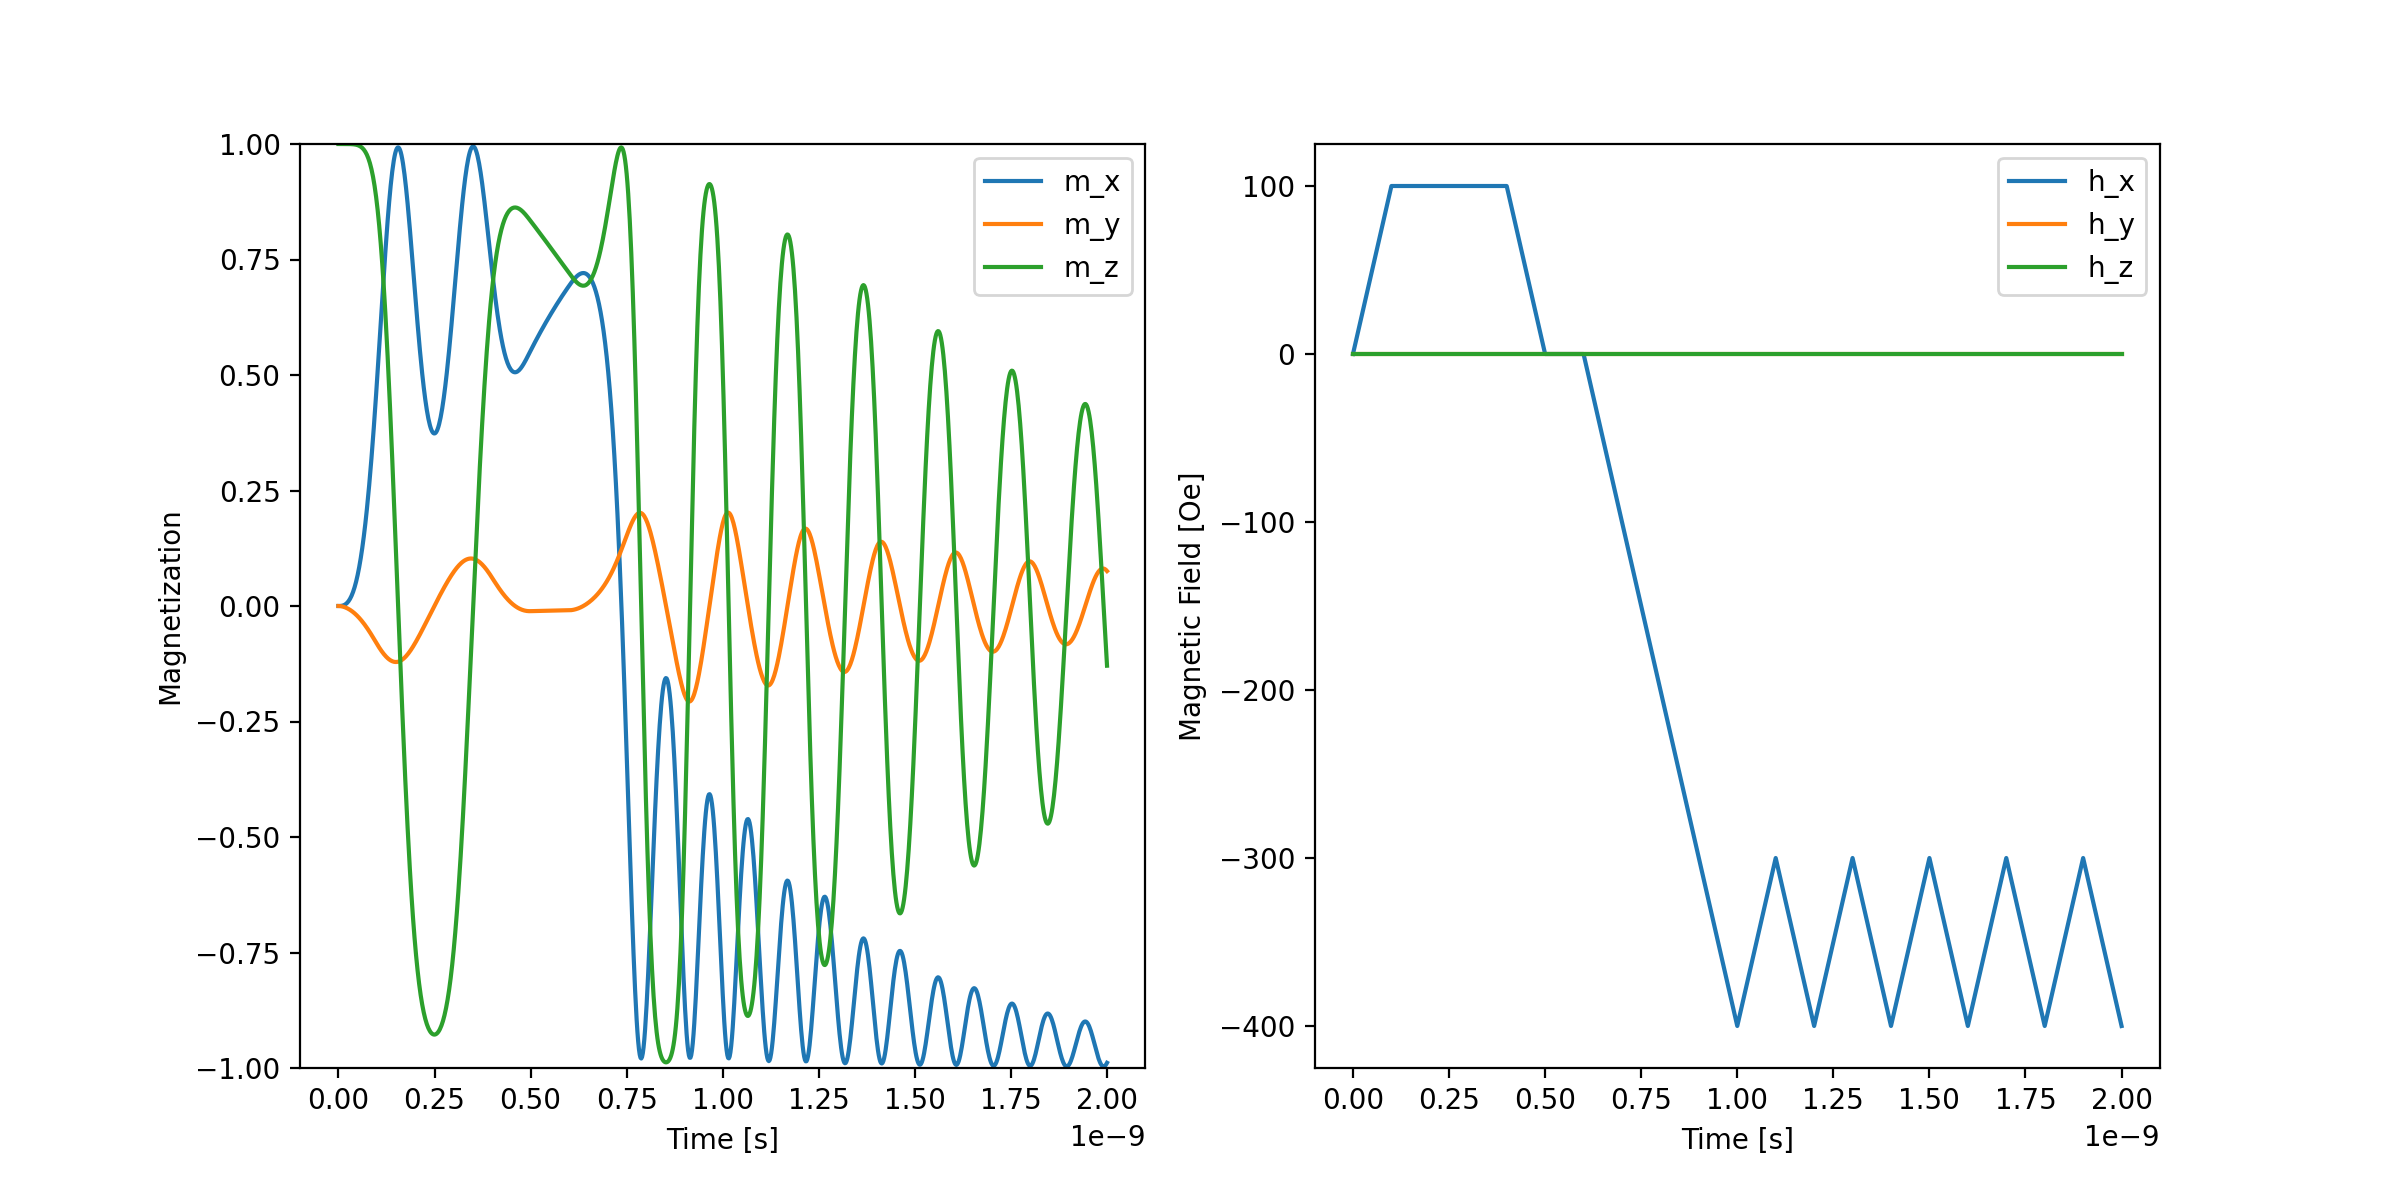 Magnetization
1.00
0.75
0.50
0.25
0.00
−0.25
−0.50
−0.75
−1.00
m_x
m_y
m_z
0.00 0.25 0.50 0.75 1.00 1.25 1.50 1.75 2.00
Time [s]
1e−9
Magnetic Field [Oe]
100
0
−100
−200
−300
−400
h_x
h_y
h_z
0.00 0.25 0.50 0.75 1.00 1.25 1.50 1.75 2.00
Time [s]
1e−9